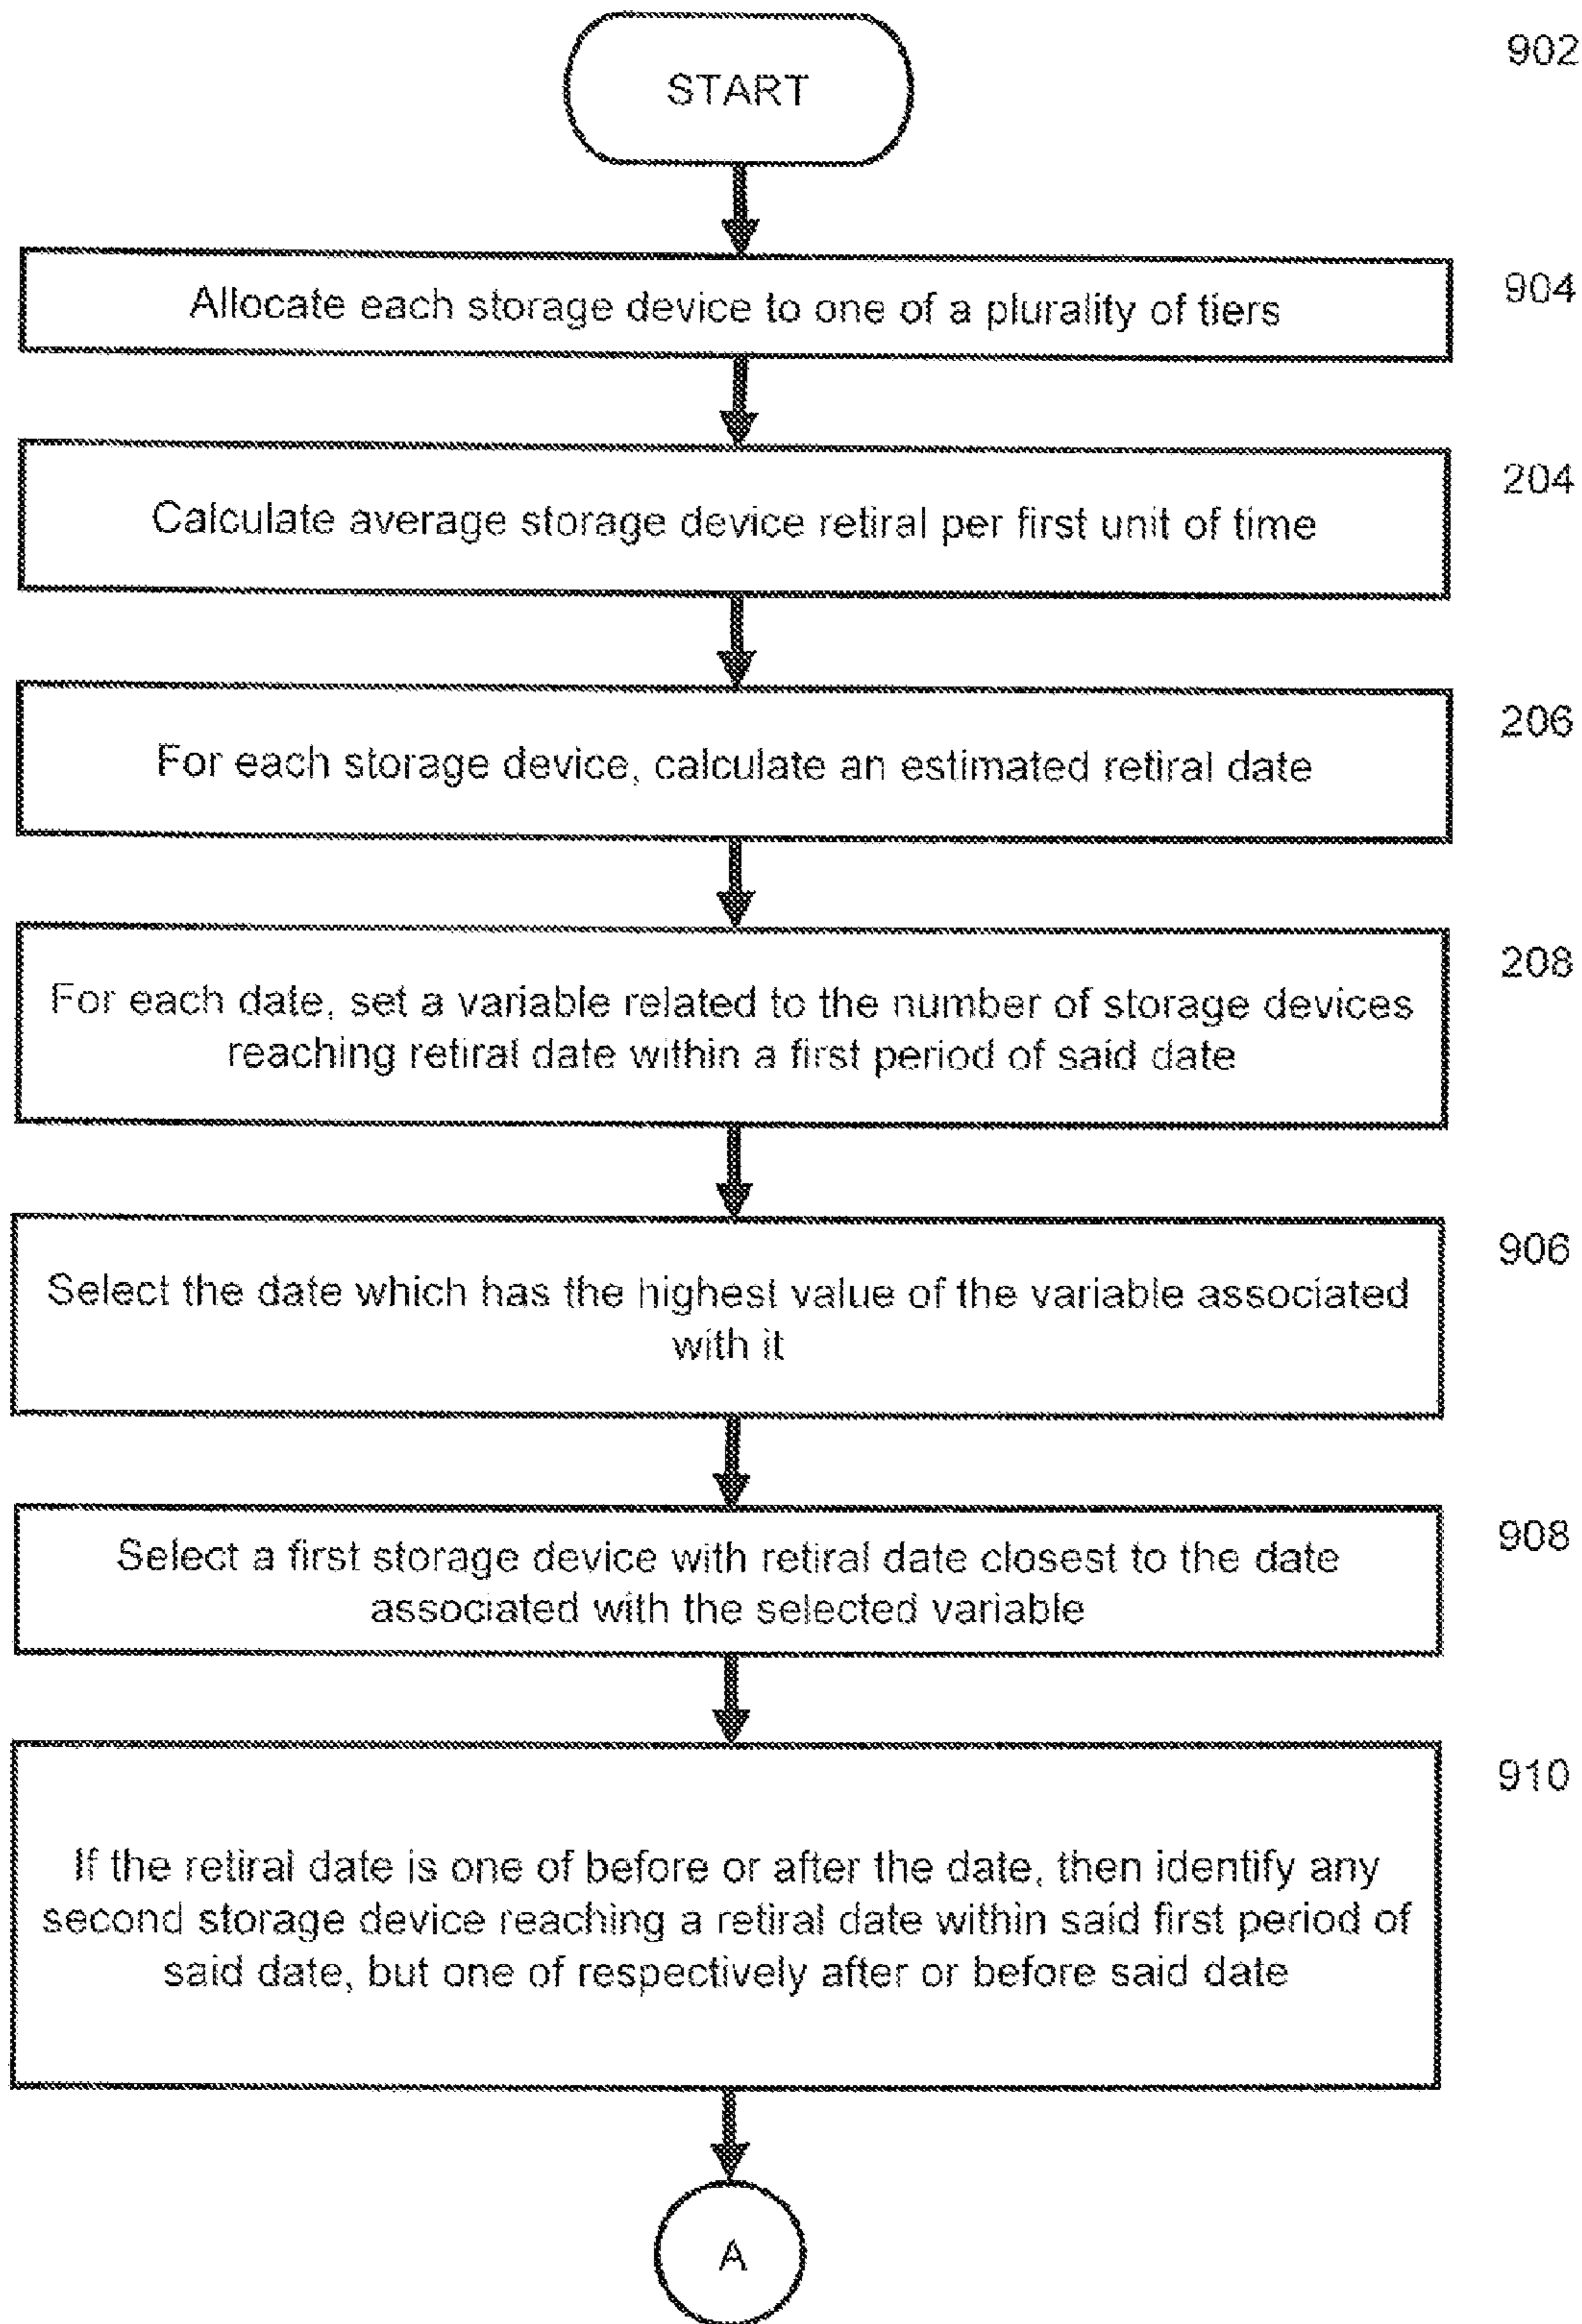 START
902
Allocate each storage device to one of a plurality of tiers
904
Calculate average storage device retiral per first unit of time
204
For each storage device, calculate an estimated retiral date
206
For each date, set a variable related to the number of storage devices
reaching retiral date within a first period of said date
208
Select the date which has the highest value of the variable associated
with it
906
Select a first storage device with retiral date closest to the date
associated with the selected variable
908
If the retiral date is one of before or after the date, then identify any
second storage device reaching a retiral date within said first period of
said date, but one of respectively after or before said date
910
A